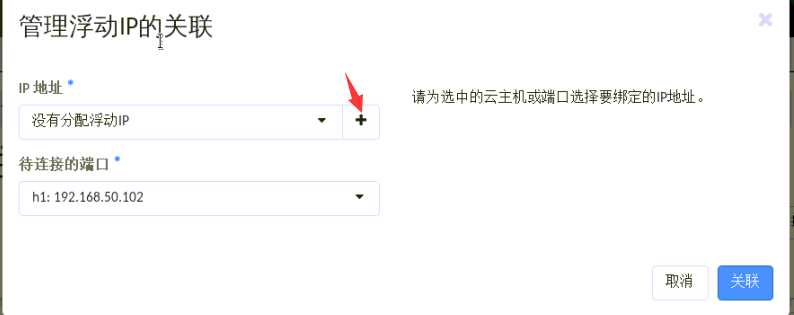 管理浮动IP的关联
IP 地址 *
请为选中的云主机或端口选择要绑定的IP地址。
没有分配浮动IP
待连接的端口 *
h1: 192.168.50.102
取消
关联